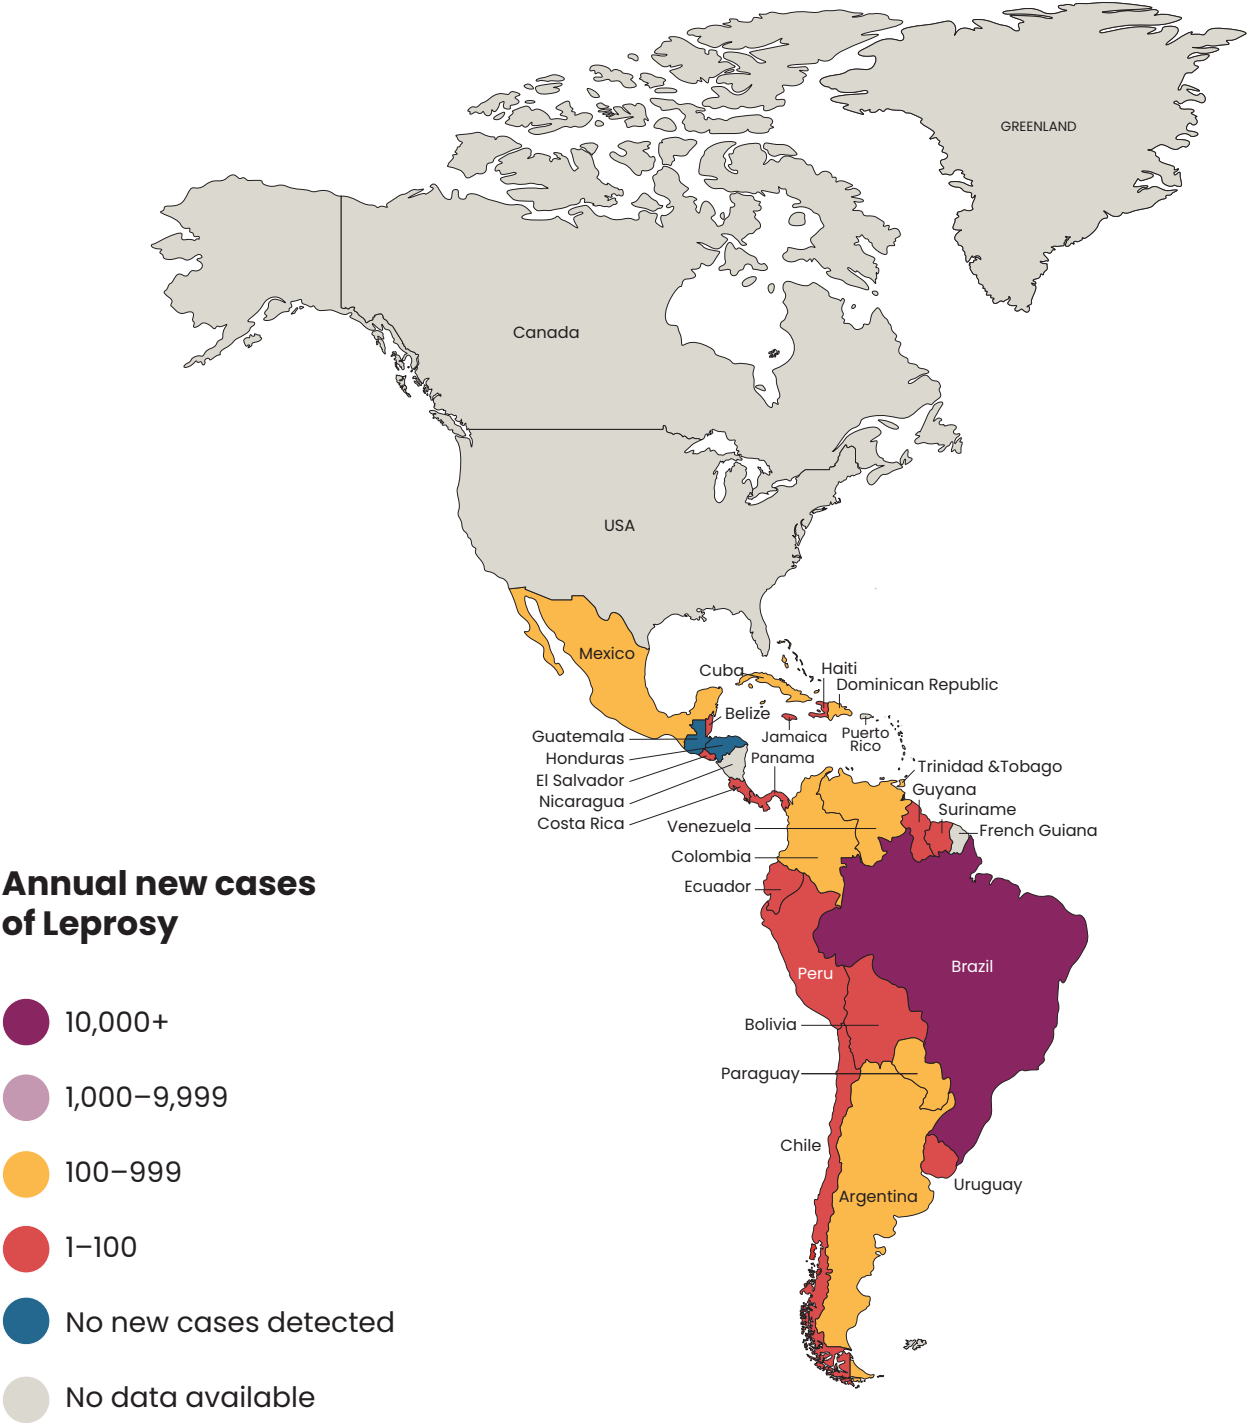 GREENLAND
Canada
USA
Mexico
Cuba
Haiti
Dominican Republic
Belize
Jamaica
Puerto
Rico
Guatemala
Honduras
El Salvador
Nicaragua
Costa Rica
Panama
Trinidad &Tobago
Guyana
Suriname
French Guiana
Venezuela
Colombia
Ecuador
Peru
Brazil
Bolivia
Paraguay
Chile
Argentina
Uruguay
Annual new cases
of Leprosy
10,000+
1,000–9,999
100–999
1–100
No new cases detected
No data available